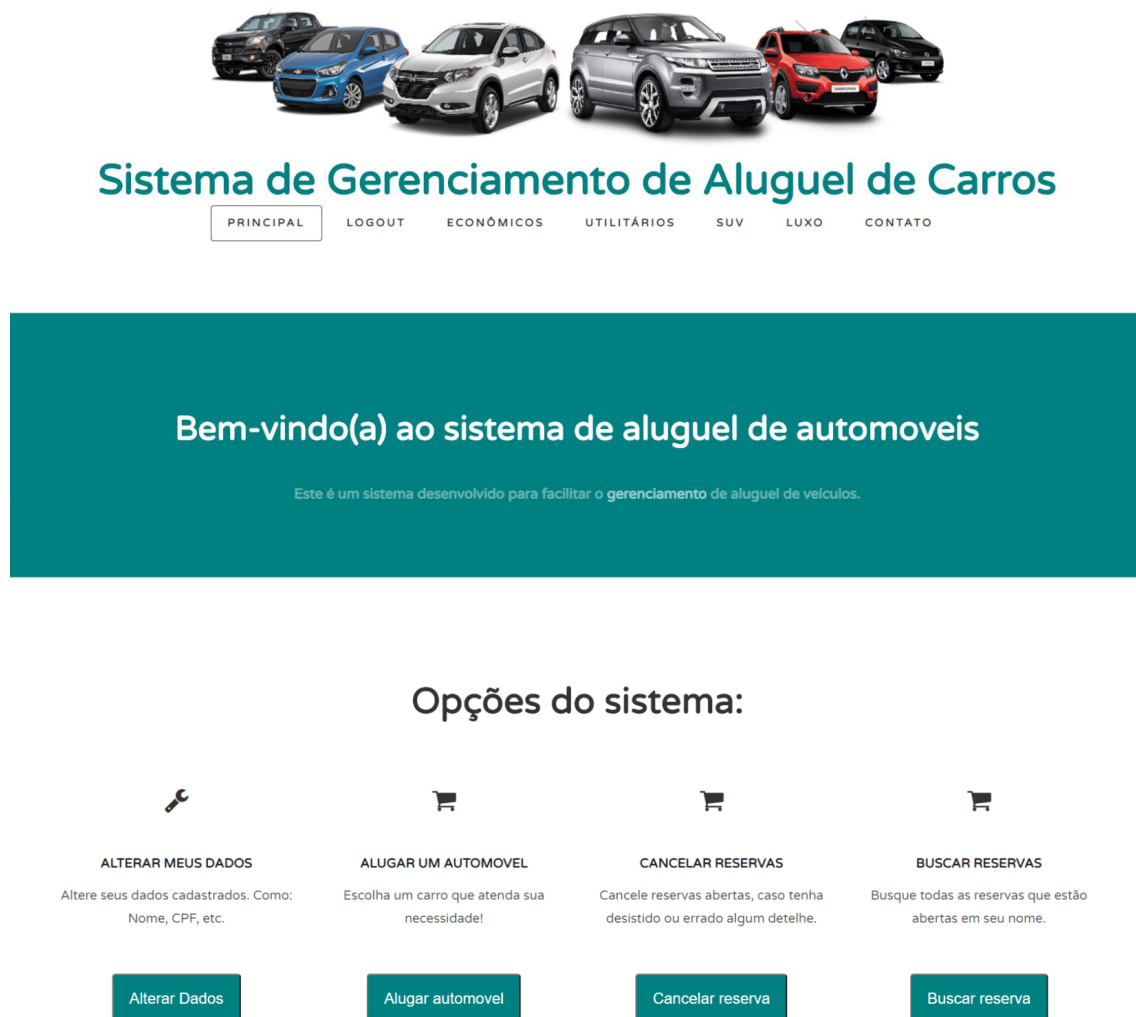 Sistema de Gerenciamento de Aluguel de Carros
PRINCIPAL LOGOUT ECONÔMICOS UTILITÁRIOS SUV LUXO CONTATO
Bem-vindo(a) ao sistema de aluguel de automoveis
Este é um sistema desenvolvido para facilitar o gerenciamento de aluguel de veículos.
Opções do sistema:
ALTERAR MEUS DADOS
Altere seus dados cadastrados. Como:
Nome, CPF, etc.
Alterar Dados
ALUGAR UM AUTOMOVEL
Escolha um carro que atenda sua
necessidade!
Alugar automovel
CANCELAR RESERVAS
Cancele reservas abertas, caso tenha
desistido ou errado algum detelhe.
Cancelar reserva
BUSCAR RESERVAS
Busque todas as reservas que estão
abertas em seu nome.
Buscar reserva